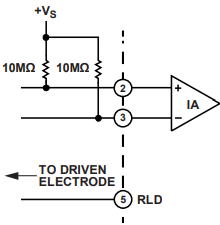 +VS
10MΩ 10MΩ
2
+
IA
3
−
TO DRIVEN
ELECTRODE
5 RLD